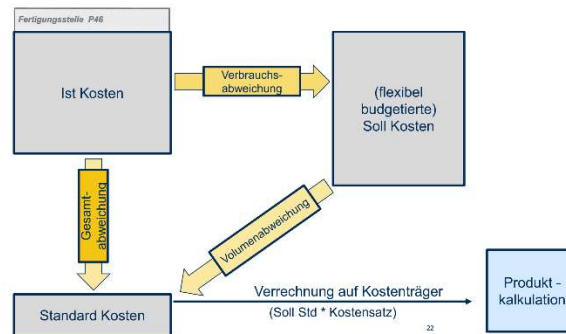 Fertigungsstelle P46
Ist Kosten
Verbrauchs-
abweichung
(flexibel
budgetierte)
Soll Kosten
Gesamt-
abweichung
Volumenabweichung
Standard Kosten
Verrechnung auf Kostenträger
(Soll Std * Kostensatz)
Produkt -
kalkulation
22